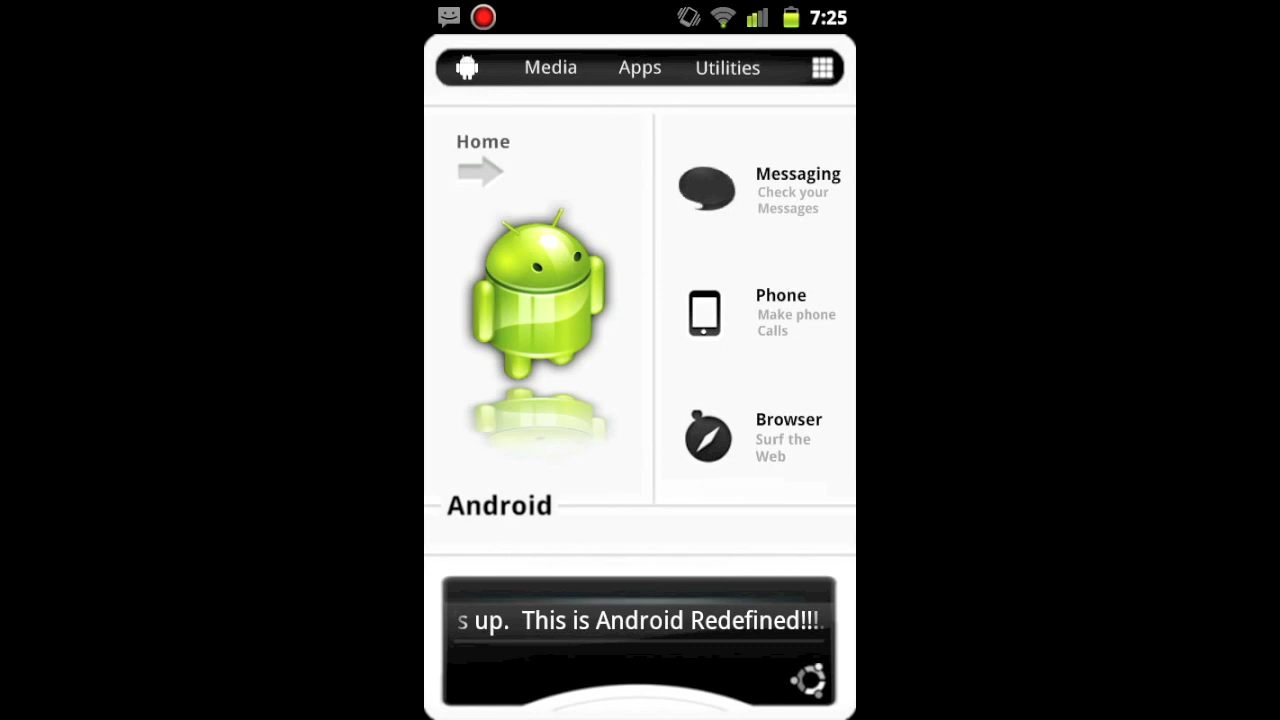 7:25
Media Apps Utilities
Home
Messaging
Check your
Messages
Phone
Make phone
Calls
Browser
Surf the
Web
Android
s up. This is Android Redefined!!!